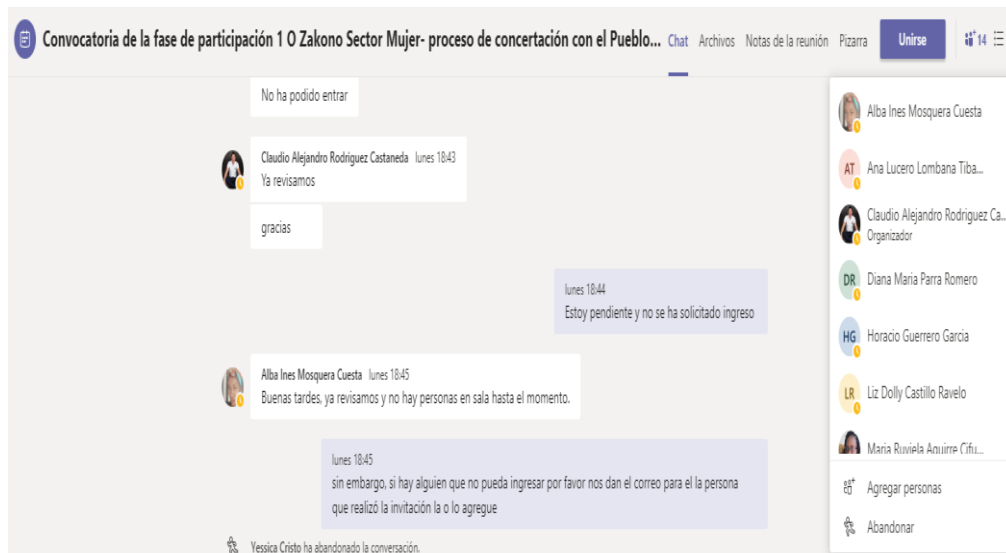 Convocatoria de la fase de participación 1 O Zakono Sector Mujer- proceso de concertación con el Pueblo... Chat Archivos Notas de la reunión Pizarra Unirse 14
No ha podido entrar
Claudio Alejandro Rodriguez Castaneda lunes 18:43
Ya revisamos
gracias
lunes 18:44
Estoy pendiente y no se ha solicitado ingreso
Alba Ines Mosquera Cuesta lunes 18:45
Buenas tardes, ya revisamos y no hay personas en sala hasta el momento.
lunes 18:45
sin embargo, si hay alguien que no pueda ingresar por favor nos dan el correo para el la persona
que realizó la invitación la o lo agregue
Yessica Cristo ha abandonado la conversación.
Alba Ines Mosquera Cuesta
AT Ana Lucero Lombana Tiba...
Claudio Alejandro Rodriguez Ca...
Organizador
DR Diana Maria Parra Romero
HG Horacio Guerrero Garcia
LR Liz Dolly Castillo Ravelo
Maria Ruviela Aguirre Cifu...
Agregar personas
Abandonar